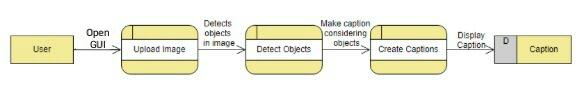 User
Open
GUI
Upload Image
Detects
objects
in image
Detect Objects
Make caption
considering
objects
Create Captions
Display
Caption
D
Caption